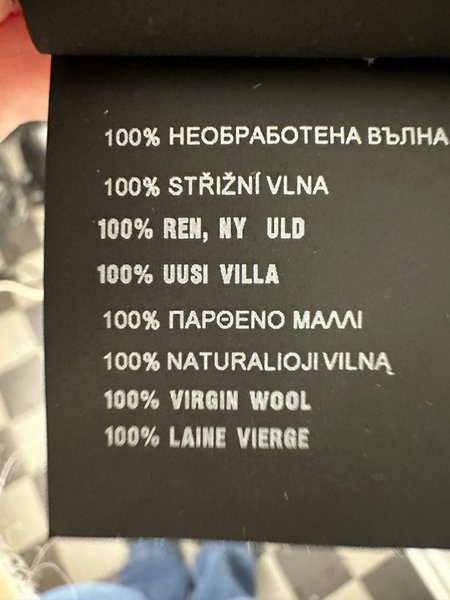 100% НЕОБРАБОТЕНА ВЪЛНА
100% STŘIŽNÍ VLNA
100% REN, NY ULD
100% UUSI VILLA
100% ΠΑΡΘΕΝΟ ΜΑΛΛΙ
100% NATURALIOJI VILNĄ
100% VIRGIN WOOL
100% LAINE VIERGE